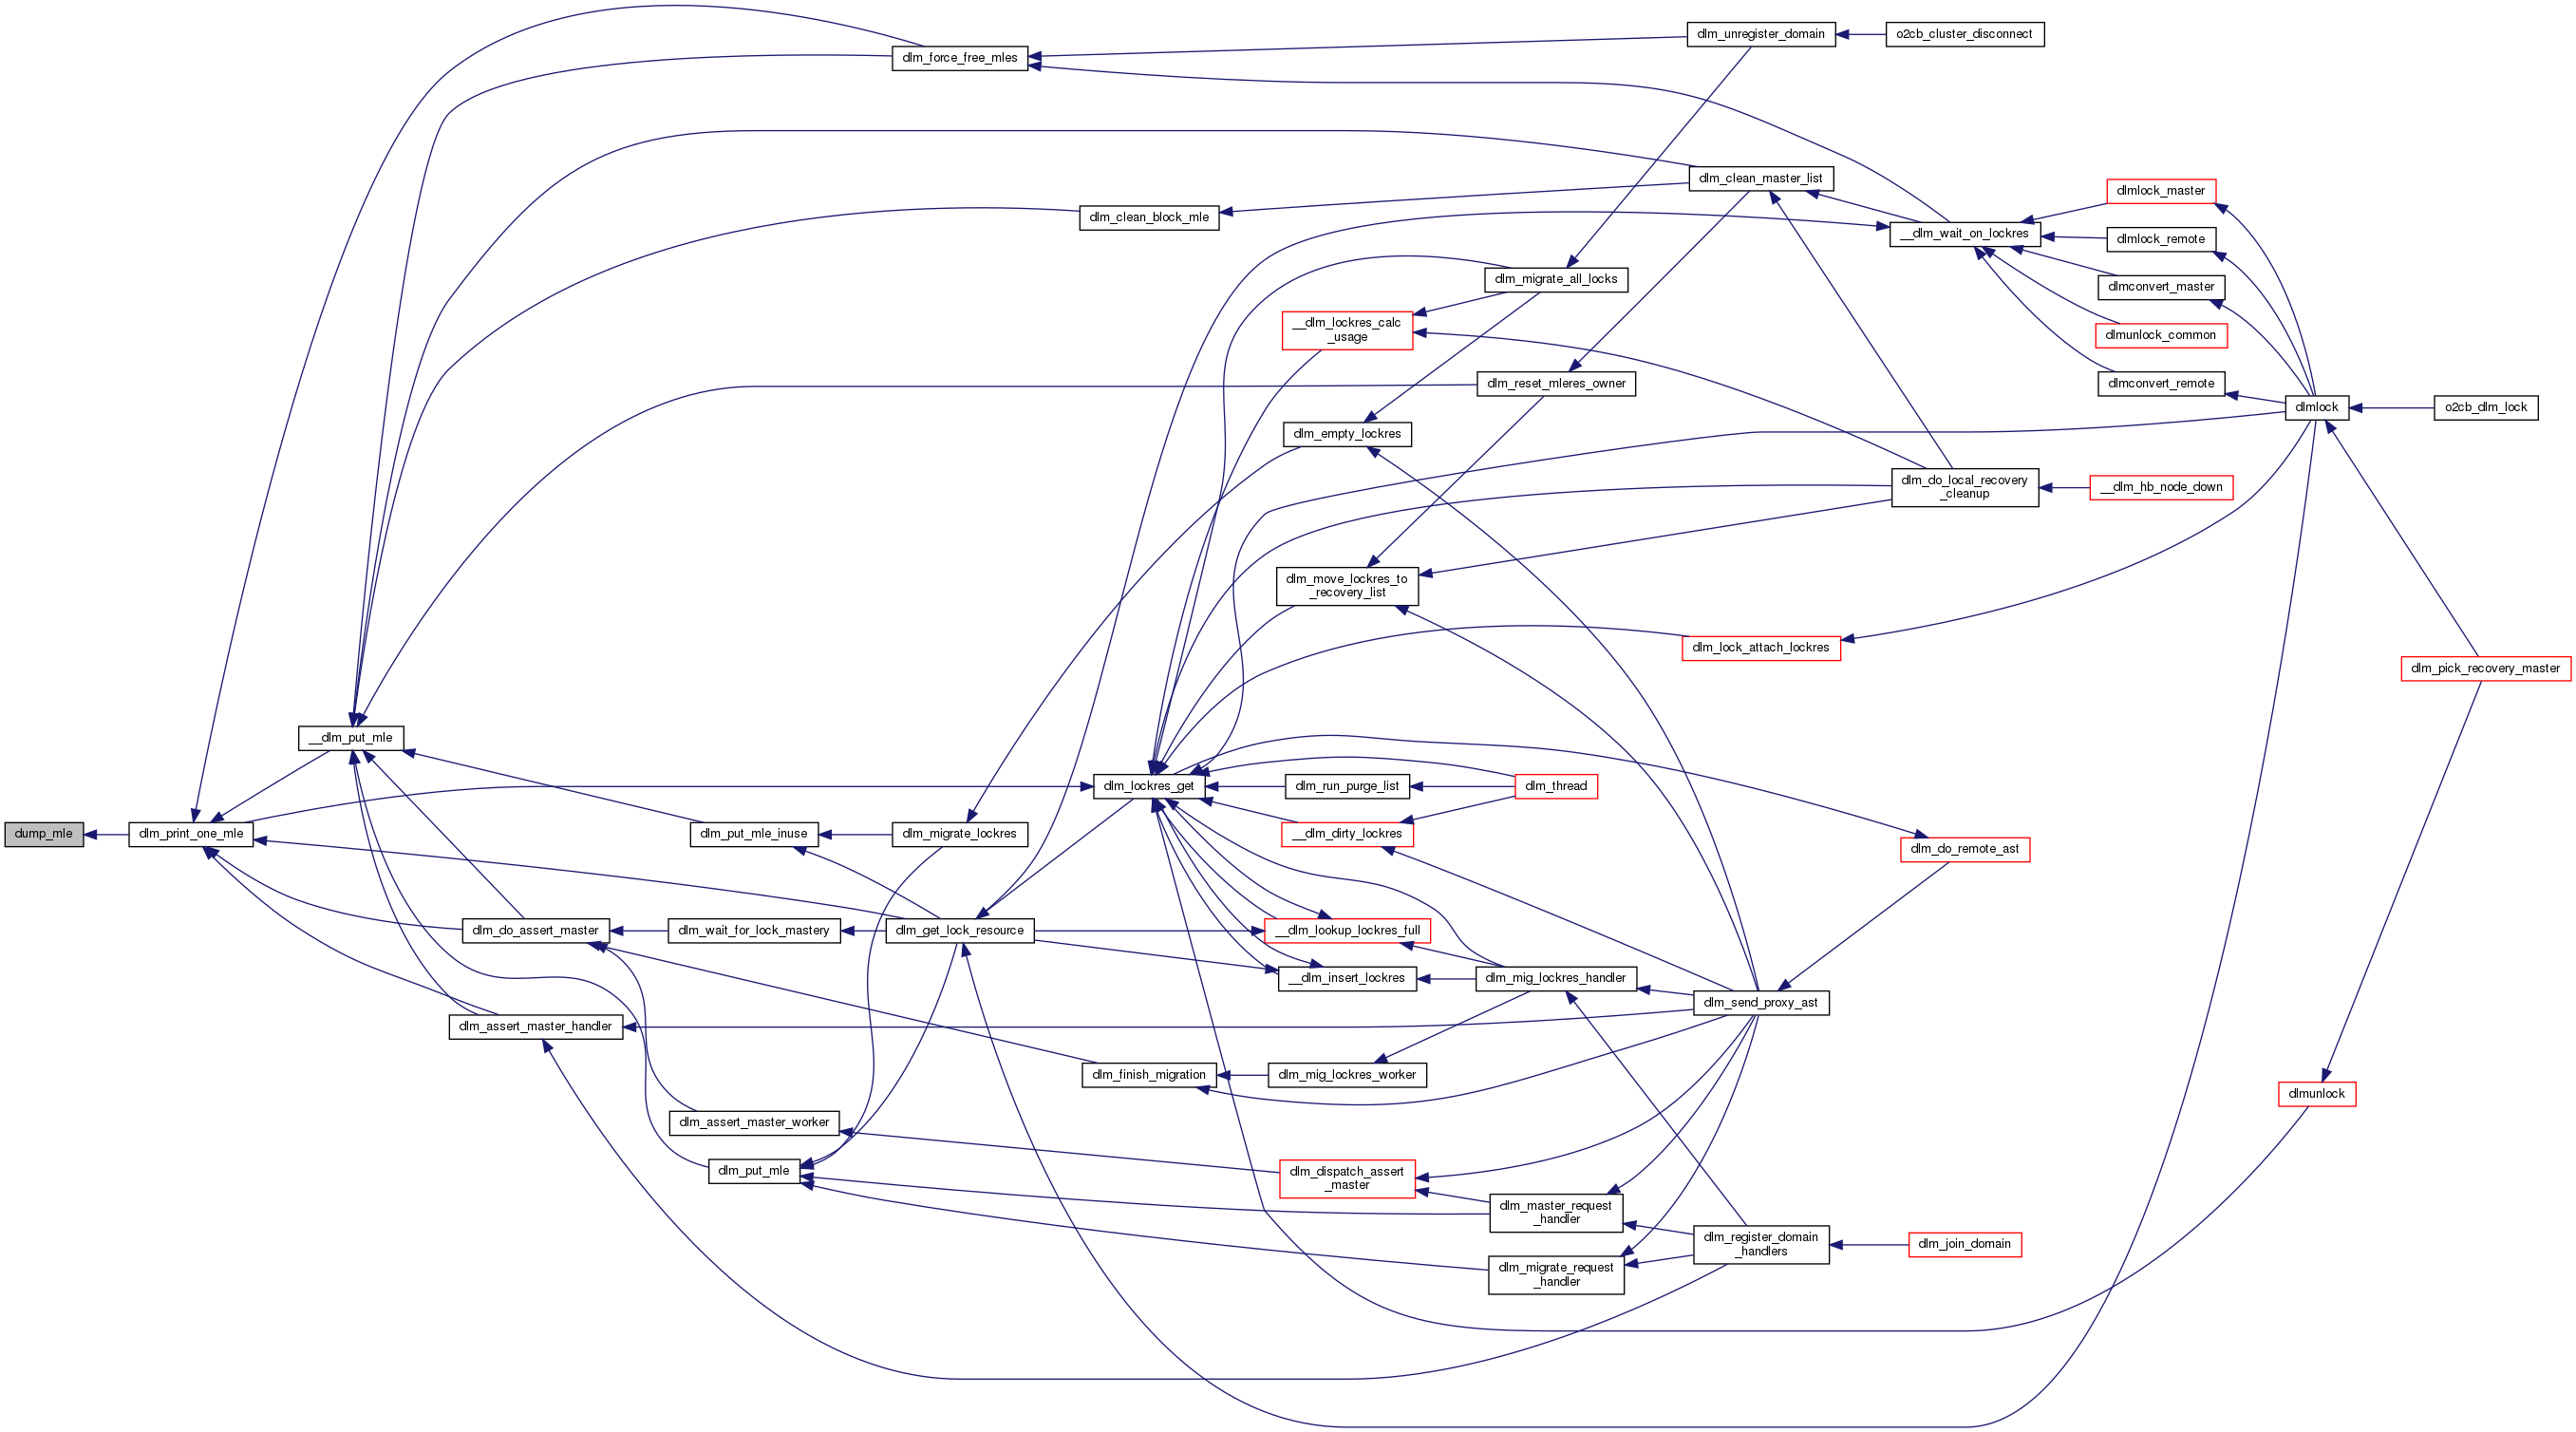 dlm_unregister_domain
o2cb_cluster_disconnect
dlm_force_free_mles
dlm_clean_master_list
dlmlock_master
dlm_clean_block_mle
__dlm_wait_on_lockres
dlmlock_remote
dlm_migrate_all_locks
dlmconvert_master
__dlm_lockres_calc
_usage
dlmunlock_common
dlm_reset_mleres_owner
dlmconvert_remote
dlmlock
o2cb_dlm_lock
dlm_empty_lockres
dlm_do_local_recovery
_cleanup
__dlm_hb_node_down
dlm_move_lockres_to
_recovery_list
dlm_lock_attach_lockres
dlm_pick_recovery_master
__dlm_put_mle
dlm_lockres_get
dlm_run_purge_list
dlm_thread
dump_mle
dlm_print_one_mle
dlm_put_mle_inuse
dlm_migrate_lockres
__dlm_dirty_lockres
dlm_do_remote_ast
dlm_do_assert_master
dlm_wait_for_lock_mastery
dlm_get_lock_resource
__dlm_lookup_lockres_full
__dlm_insert_lockres
dlm_mig_lockres_handler
dlm_send_proxy_ast
dlm_assert_master_handler
dlm_finish_migration
dlm_mig_lockres_worker
dlmunlock
dlm_assert_master_worker
dlm_put_mle
dlm_dispatch_assert
_master
dlm_master_request
_handler
dlm_register_domain
_handlers
dlm_join_domain
dlm_migrate_request
_handler